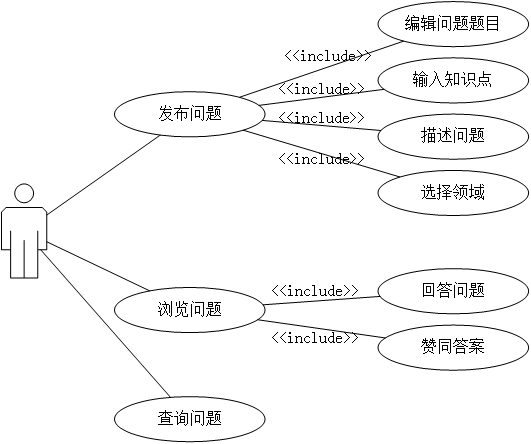 编辑问题题目
<<include>>
输入知识点
<<include>>
发布问题
<<include>>
描述问题
<<include>>
选择领域
回答问题
<<include>>
浏览问题
<<include>>
赞同答案
查询问题